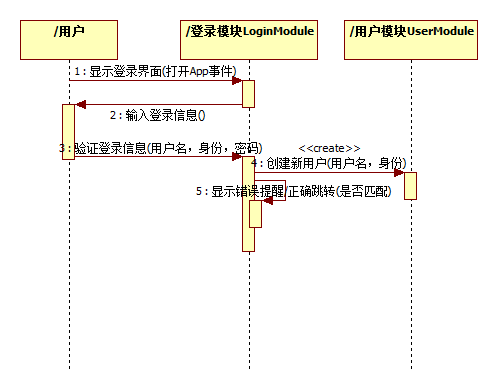 /用户
/登录模块LoginModule
/用户模块UserModule
1 : 显示登录界面(打开App事件)
2 : 输入登录信息()
3 : 验证登录信息(用户名，身份，密码)
<<create>>
4 : 创建新用户(用户名，身份)
5 : 显示错误提醒/正确跳转(是否匹配)